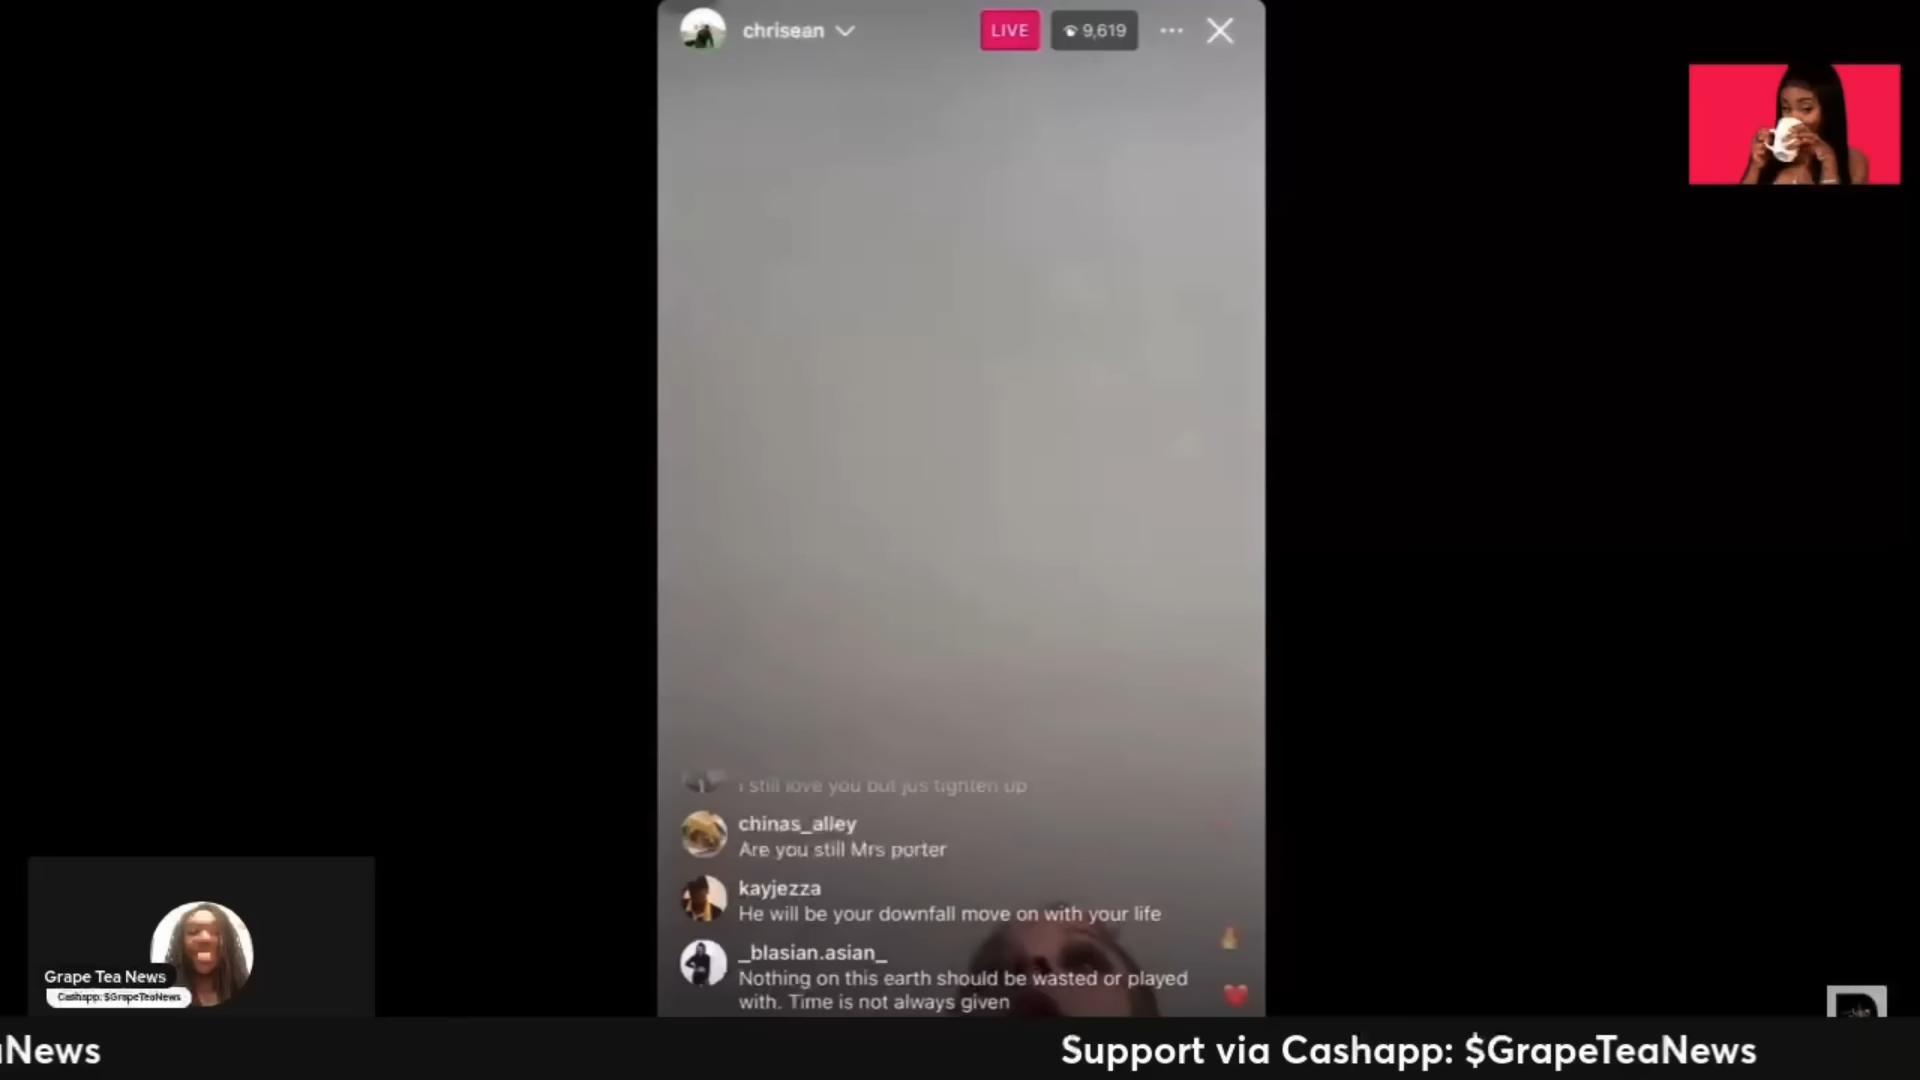 chrisean
LIVE
9,619
I still love you but jus tighten up
chinas_alley
Are you still Mrs porter
kayjezza
He will be your downfall move on with your life
_blasian.asian_
Nothing on this earth should be wasted or played
with. Time is not always given
Grape Tea News
Cashapp: $GrapeTeaNews
aNews
Support via Cashapp: $GrapeTeaNews